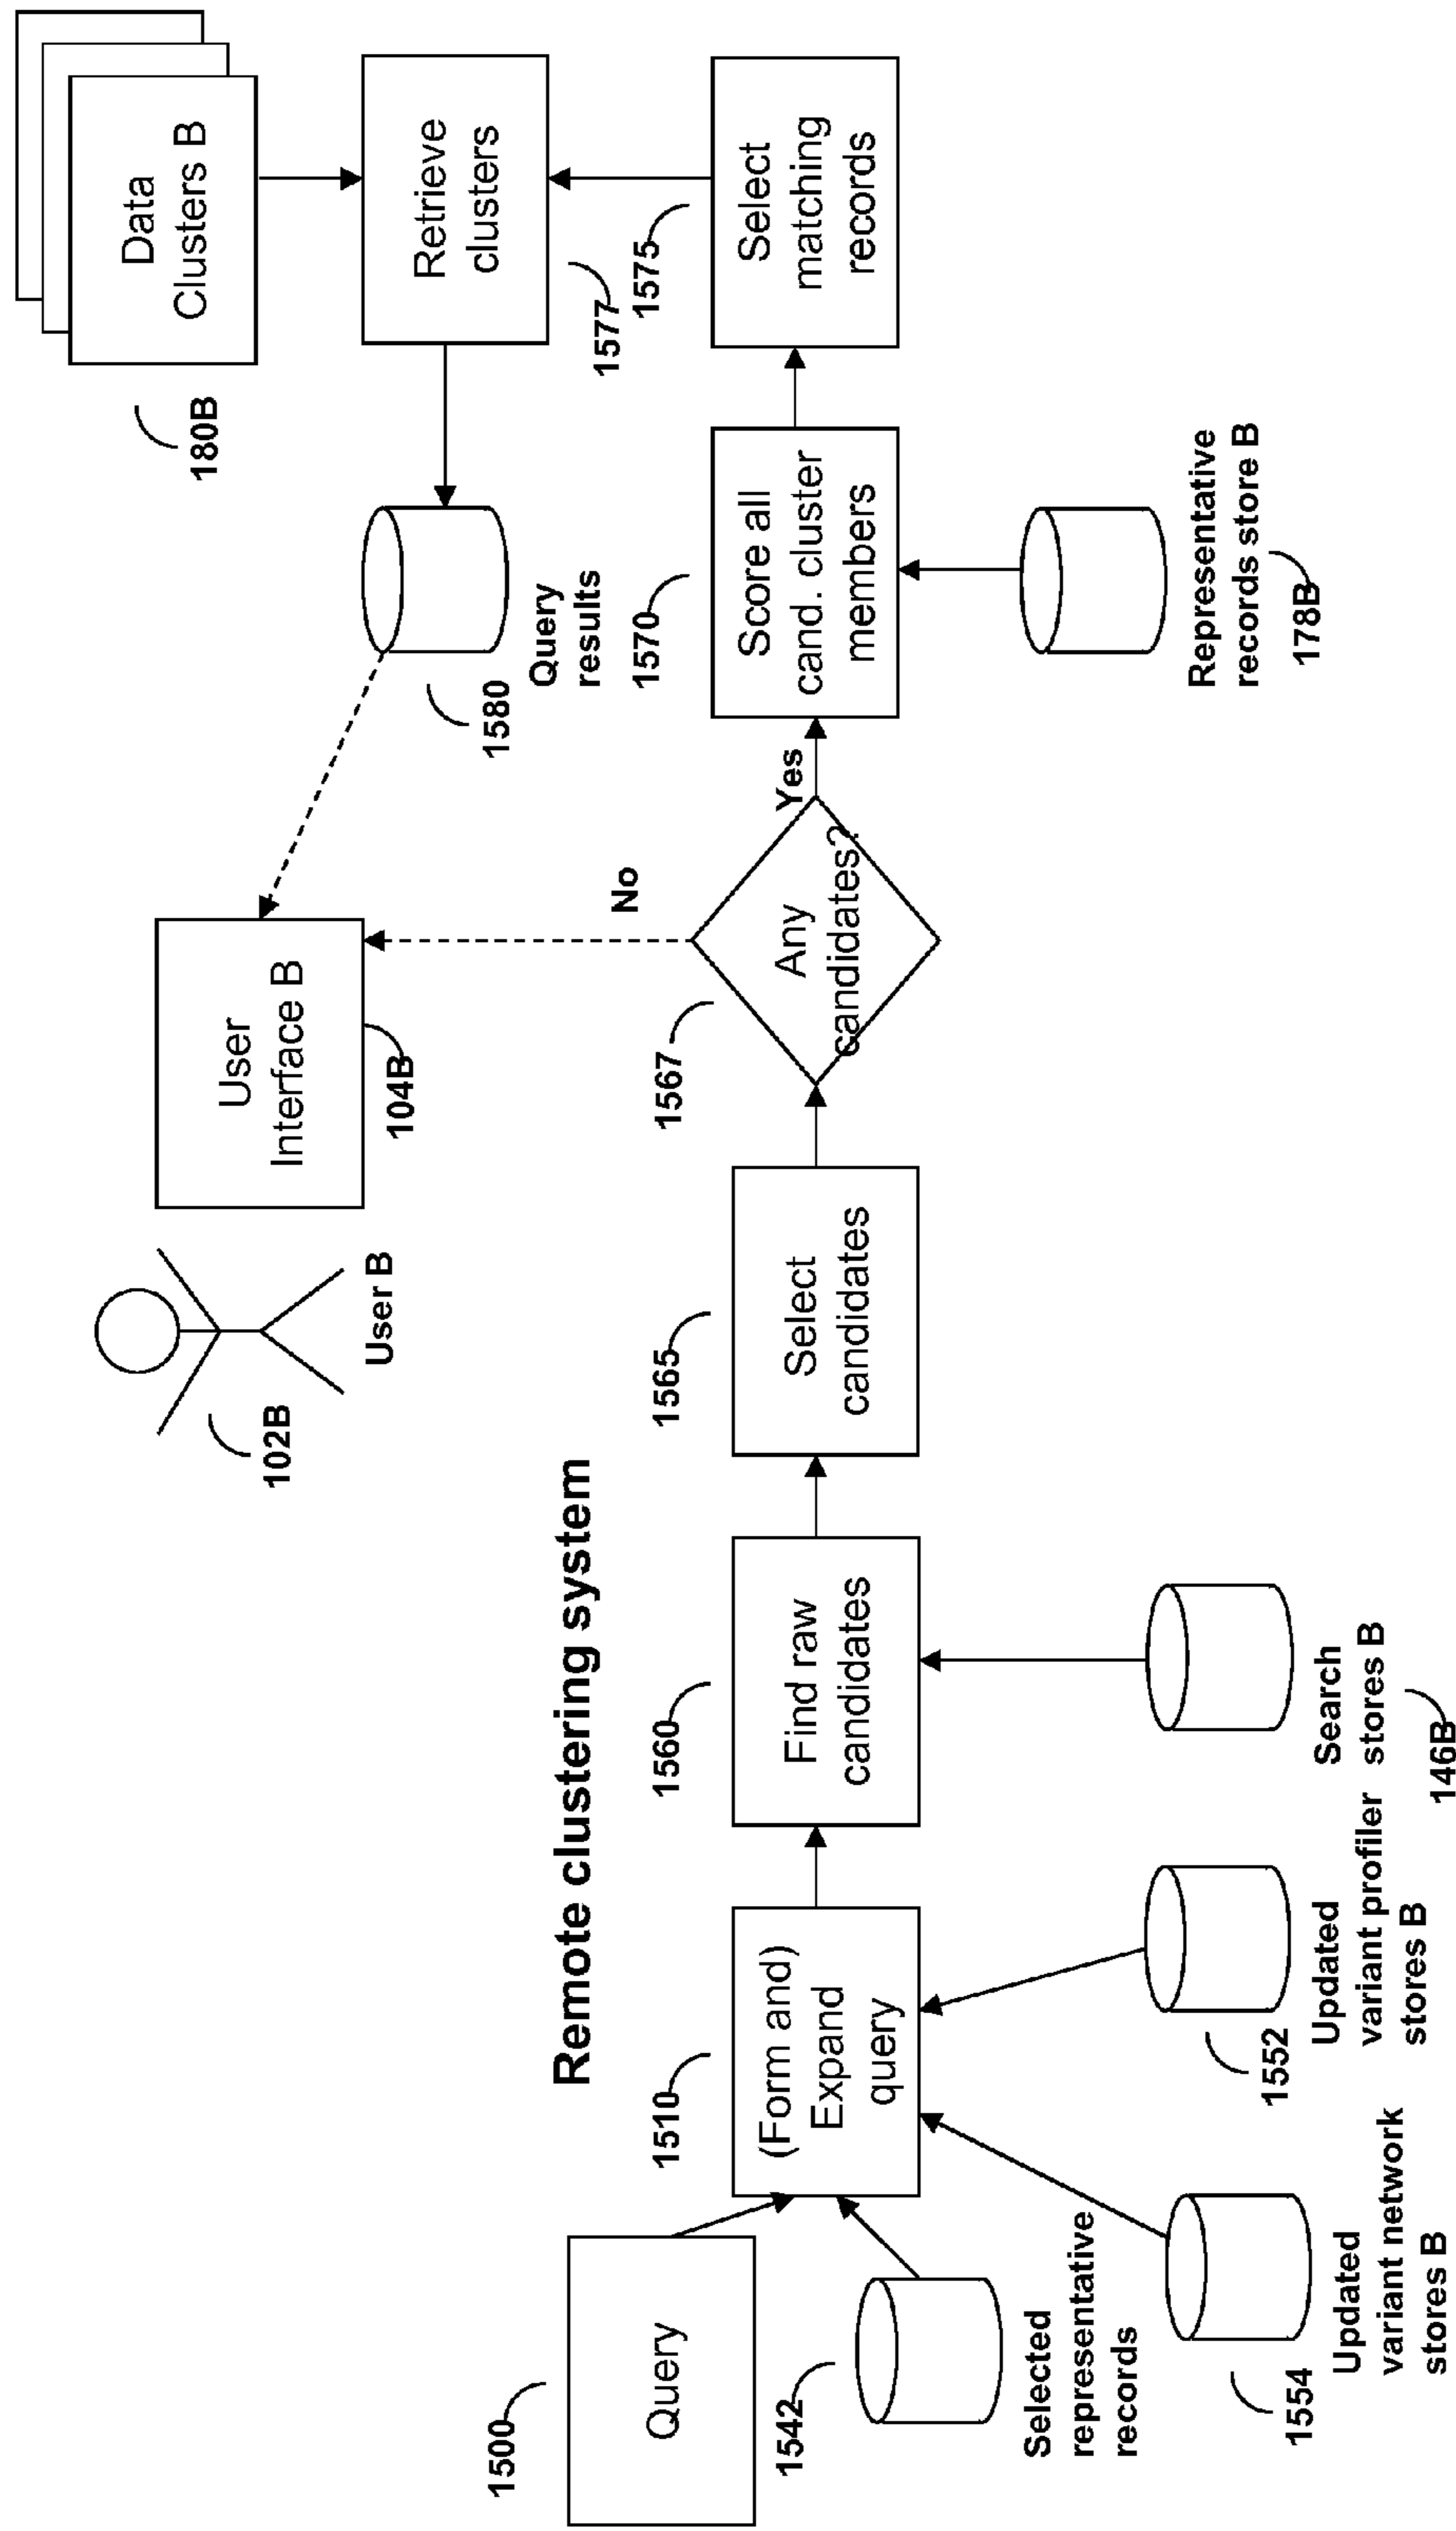 Data
Clusters B
180B
User
Interface B
104B
User B
102B
Retrieve
clusters
1577
Query
results
1580
Remote clustering system
1500
Query
1542
Selected
representative
records
1510
(Form and)
Expand
query
1554
Updated
variant network
stores B
1552
Updated
variant profiler
stores B
1560
Find raw
candidates
Search
stores B
146B
1565
Select
candidates
1567
Any
candidates?
No
Yes
1570
Score all
cand. cluster
members
Representative
records store B
178B
1575
Select
matching
records